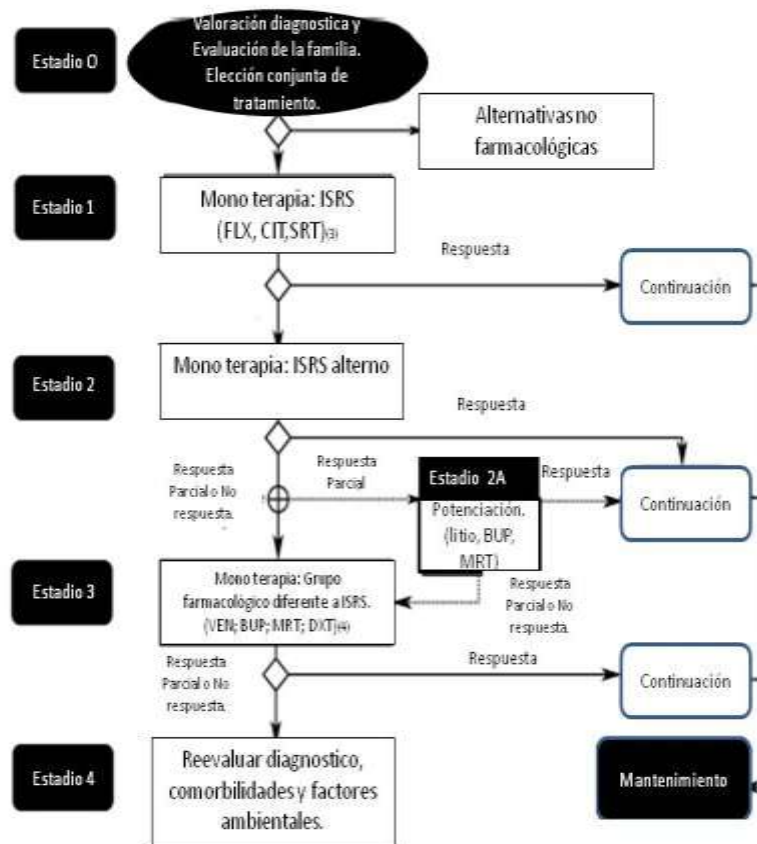 Estadio O
Valoración diagnostica y
Evaluación de la familia.
Elección conjunta de
tratamiento.
Alternativas no
farmacológicas
Estadio 1
Mono terapia: ISRS
(FLX, CIT,SRT)(3)
Respuesta
Continuación
Estadio 2
Mono terapia: ISRS alterno
Respuesta
Respuesta
Parcial o No
respuesta.
Respuesta
Parcial
Estadio 2A
Potenciación.
(litio, BUP,
MRT)
Respuesta
Continuación
Estadio 3
Mono terapia: Grupo
farmacológico diferente a ISRS.
(VEN; BUP; MRT; DXT)(4)
Respuesta
Parcial o No
respuesta.
Respuesta
Parcial o No
respuesta.
Respuesta
Continuación
Estadio 4
Reevaluar diagnostico,
comorbilidades y factores
ambientales.
Mantenimiento